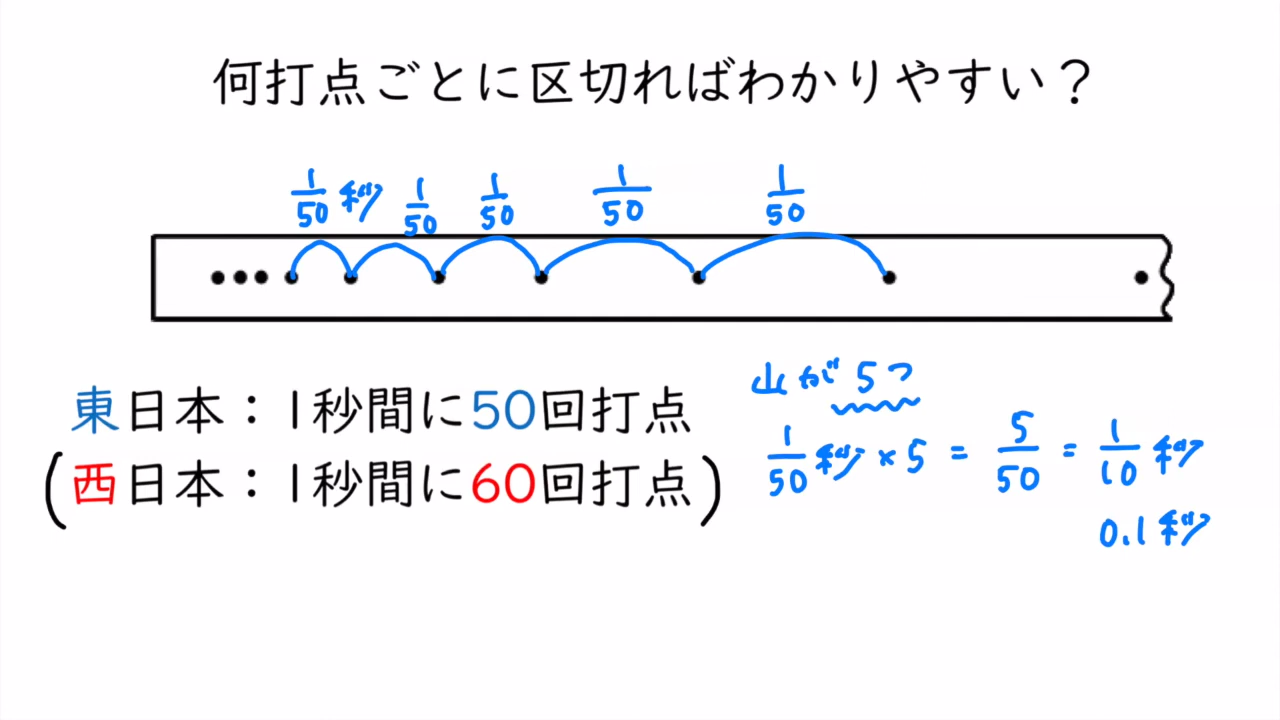 何打点ごとに区切ればわかりやすい？
1/50 秒 1/50 1/50 1/50 1/50
東日本：1秒間に50回打点
(西日本：1秒間に60回打点)
山が5つ
1/50 秒 × 5 = 5/50 = 1/10 秒
0.1秒